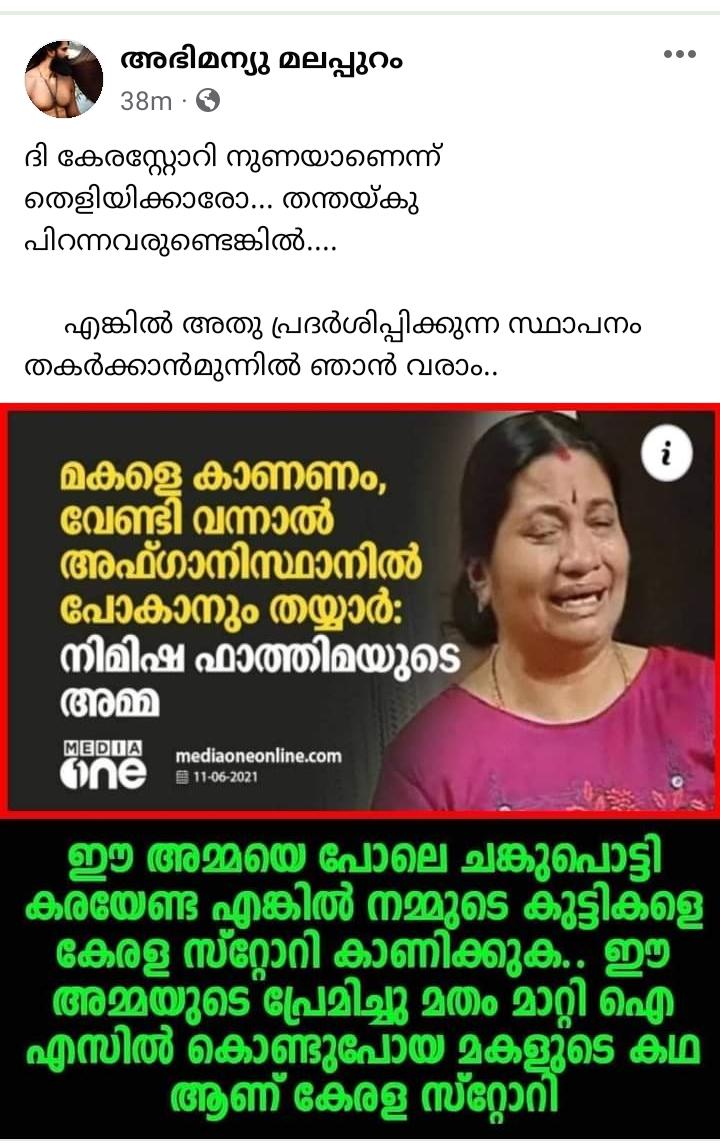 അഭിമന്യു മലപ്പുറം
38m ·
ദി കേരസ്റ്റോറി നുണയാണെന്ന്
തെളിയിക്കാരോ... തന്തയ്കു
പിറന്നവരുണ്ടെങ്കിൽ....
എങ്കിൽ അതു പ്രദർശിപ്പിക്കുന്ന സ്ഥാപനം
തകർക്കാൻമുന്നിൽ ഞാൻ വരാം..
മകളെ കാണണം,
വേണ്ടി വന്നാൽ
അഫ്ഗാനിസ്ഥാനിൽ
പോകാനും തയ്യാർ:
നിമിഷ ഫാത്തിമയുടെ
അമ്മ
MEDIA
one
mediaoneonline.com
11-06-2021
i
ഈ അമ്മയെ പോലെ ചങ്കുപൊട്ടി
കരയേണ്ട എങ്കിൽ നമ്മുടെ കുട്ടികളെ
കേരള സ്റ്റോറി കാണിക്കുക.. ഈ
അമ്മയുടെ പ്രേമിച്ചു മതം മാറ്റി ഐ
എസിൽ കൊണ്ടുപോയ മകളുടെ കഥ
ആണ് കേരള സ്റ്റോറി